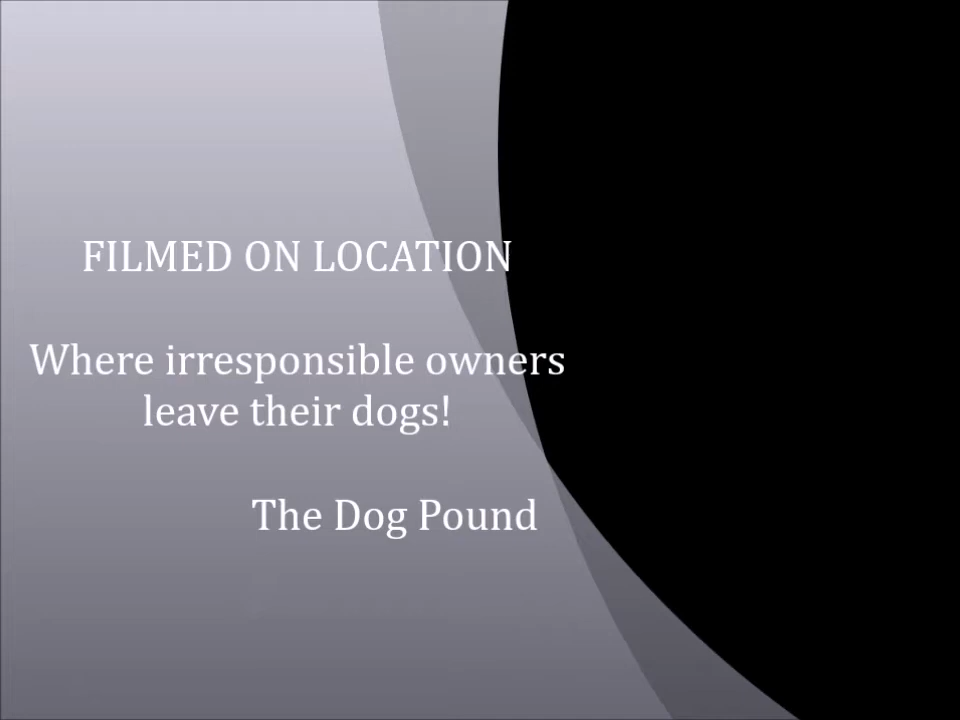 FILMED ON LOCATION
Where irresponsible owners
leave their dogs!
The Dog Pound